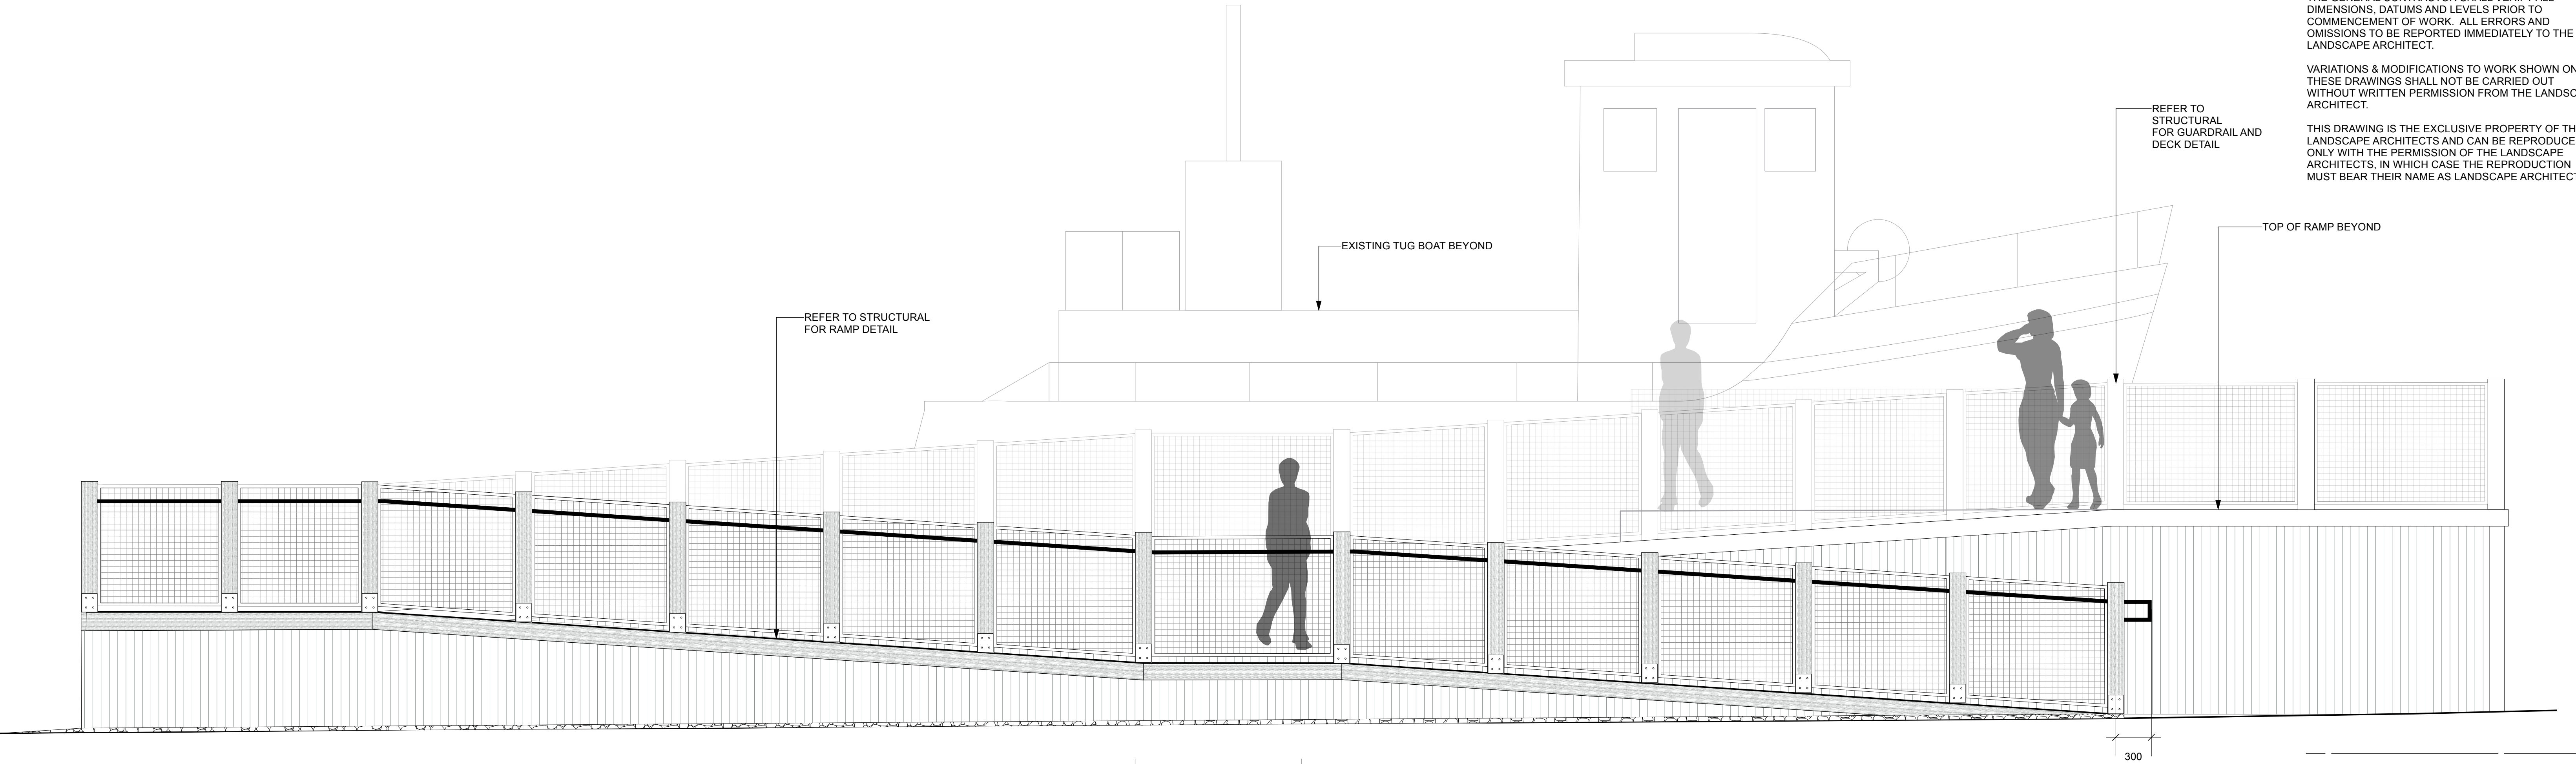 DIMENSIONS, DATUMS AND LEVELS PRIOR TO
COMMENCEMENT OF WORK. ALL ERRORS AND
OMISSIONS TO BE REPORTED IMMEDIATELY TO THE
LANDSCAPE ARCHITECT.
VARIATIONS & MODIFICATIONS TO WORK SHOWN ON
THESE DRAWINGS SHALL NOT BE CARRIED OUT
WITHOUT WRITTEN PERMISSION FROM THE LANDSC
ARCHITECT.
THIS DRAWING IS THE EXCLUSIVE PROPERTY OF TH
LANDSCAPE ARCHITECTS AND CAN BE REPRODUCE
ONLY WITH THE PERMISSION OF THE LANDSCAPE
ARCHITECTS, IN WHICH CASE THE REPRODUCTION
MUST BEAR THEIR NAME AS LANDSCAPE ARCHITECT
REFER TO
STRUCTURAL
FOR GUARDRAIL AND
DECK DETAIL
TOP OF RAMP BEYOND
EXISTING TUG BOAT BEYOND
REFER TO STRUCTURAL
FOR RAMP DETAIL
300